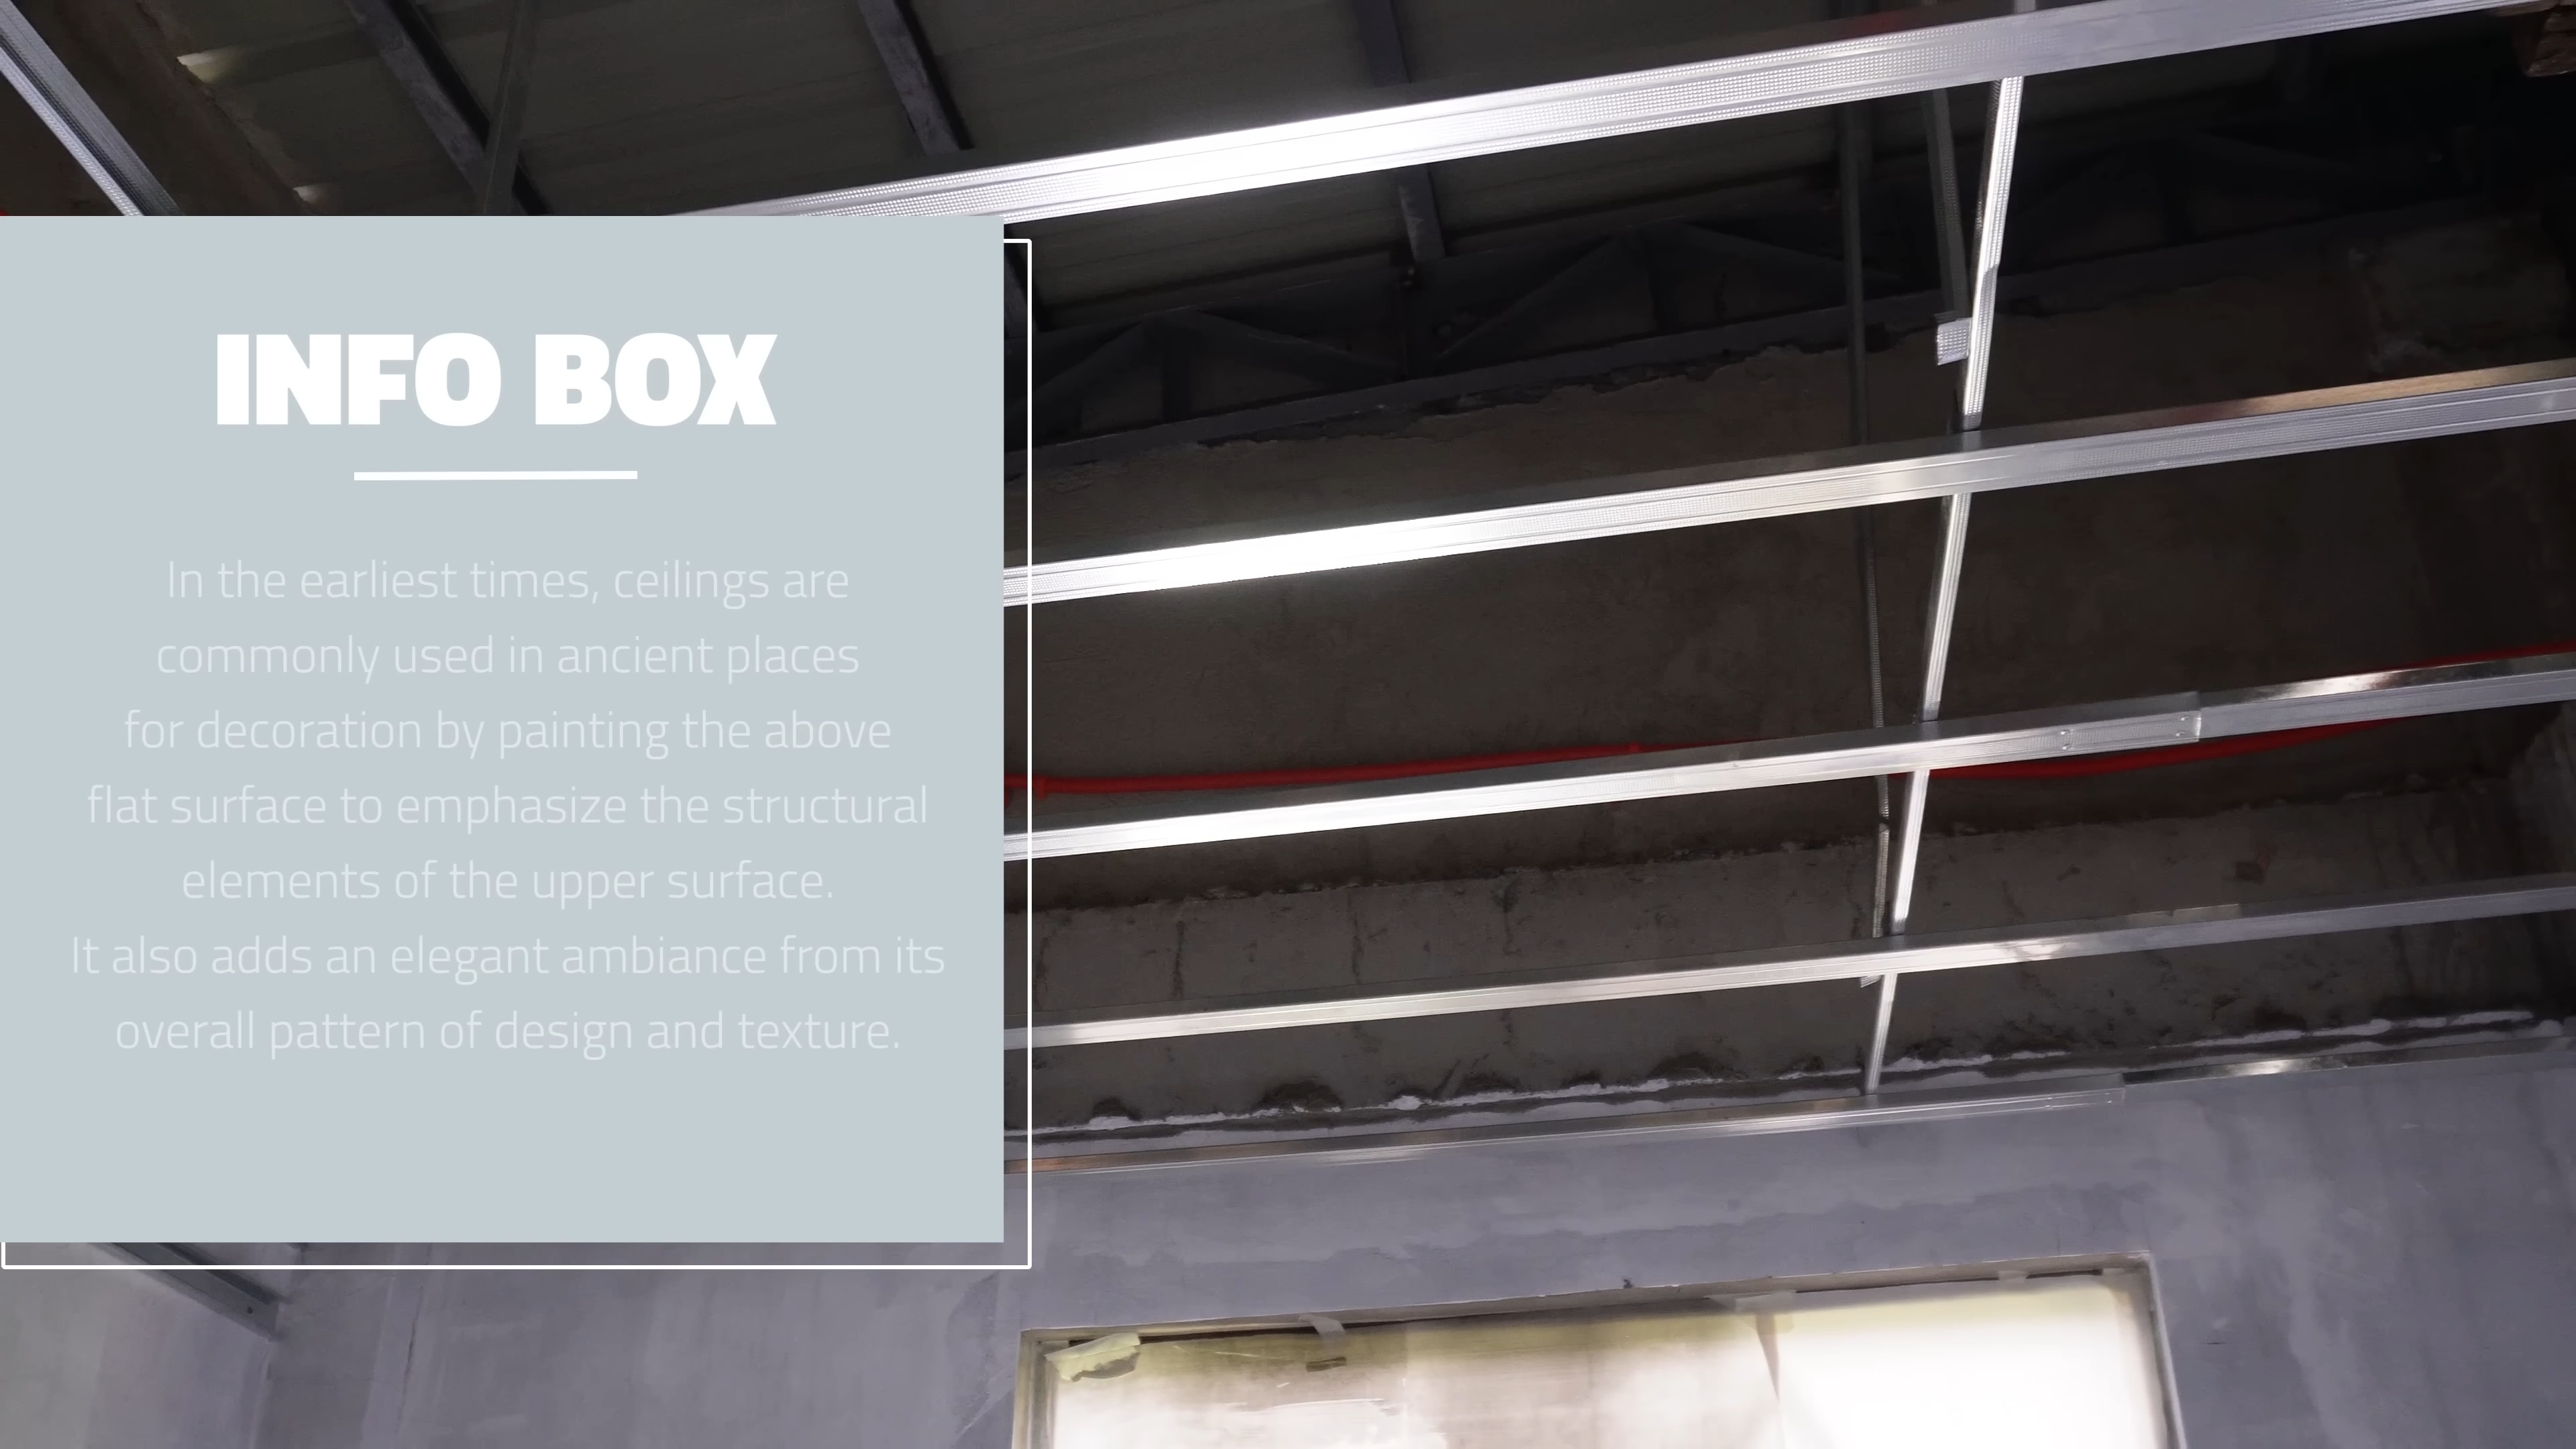 INFO BOX
In the earliest times, ceilings are
commonly used in ancient places
for decoration by painting the above
flat surface to emphasize the structural
elements of the upper surface.
It also adds an elegant ambiance from its
overall pattern of design and texture.